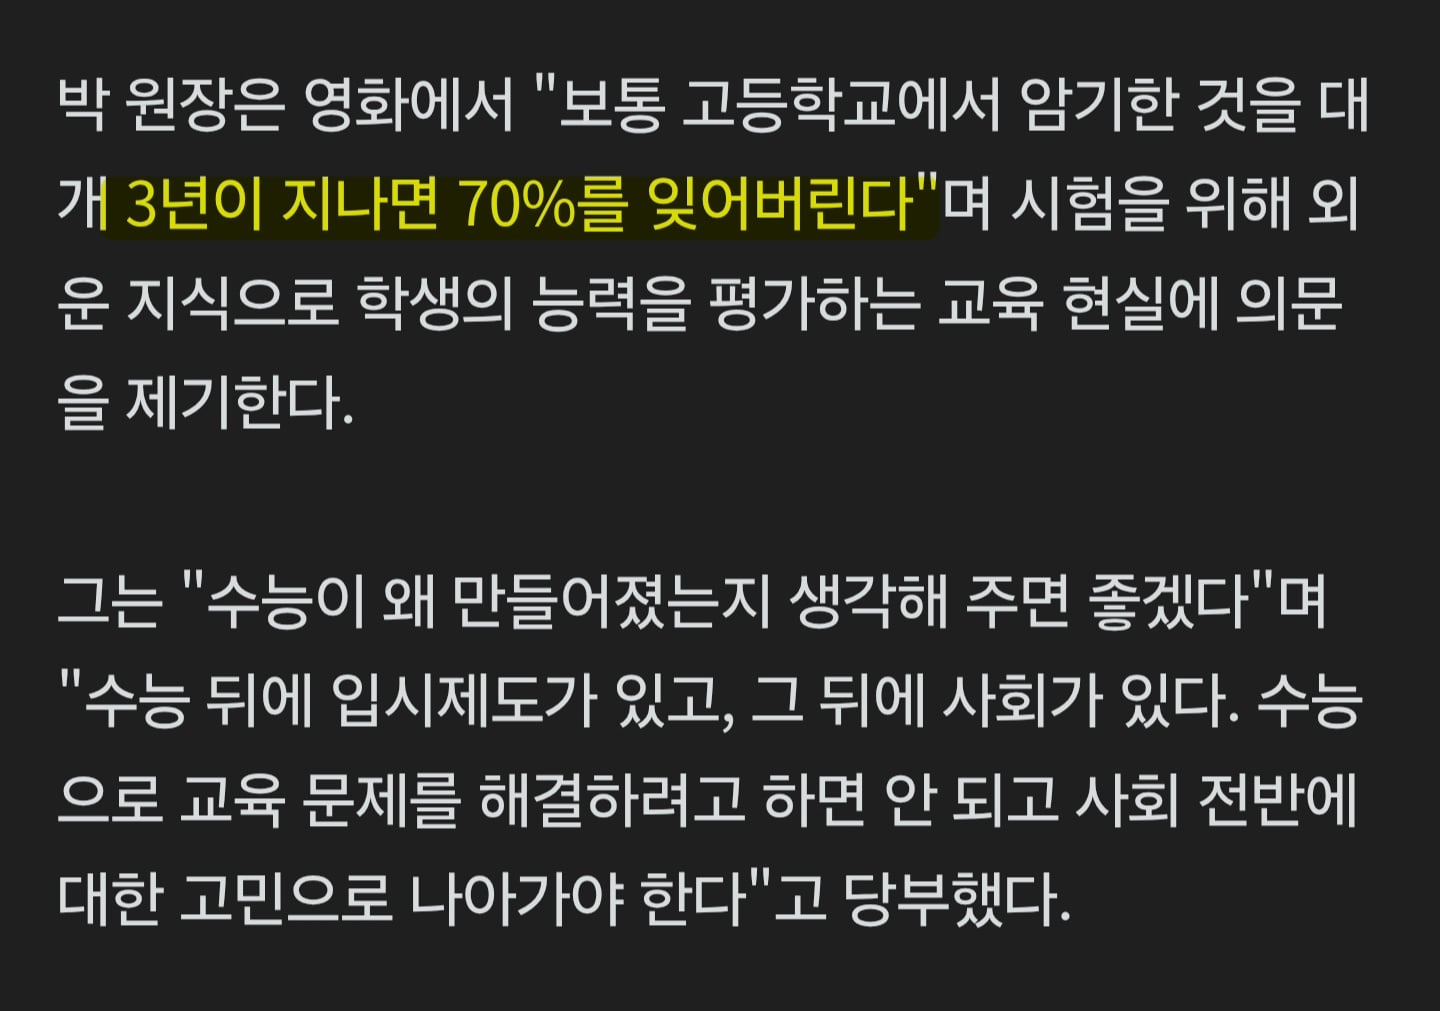 박 원장은 영화에서 "보통 고등학교에서 암기한 것을 대
개 3년이 지나면 70%를 잊어버린다"며 시험을 위해 외
운 지식으로 학생의 능력을 평가하는 교육 현실에 의문
을 제기한다.
그는 "수능이 왜 만들어졌는지 생각해 주면 좋겠다"며
"수능 뒤에 입시제도가 있고, 그 뒤에 사회가 있다. 수능
으로 교육 문제를 해결하려고 하면 안 되고 사회 전반에
대한 고민으로 나아가야 한다"고 당부했다.